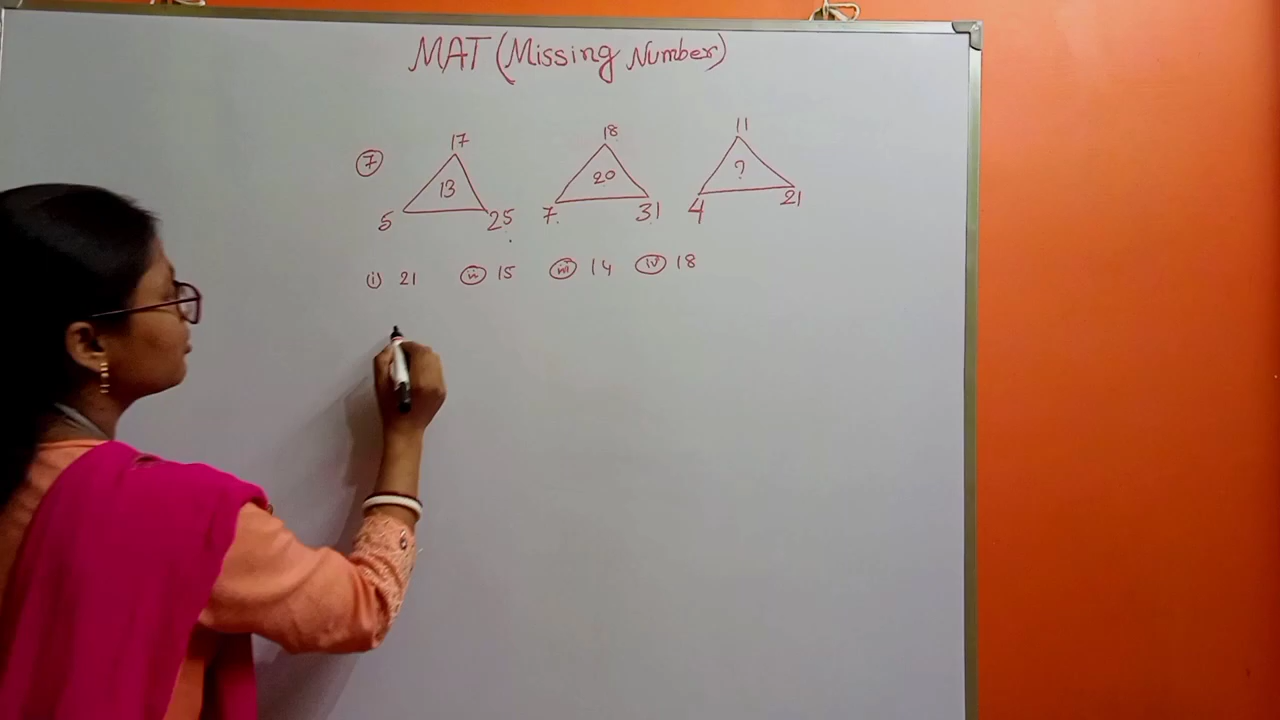 MAT (Missing Number)
⑦ 17 18 11
13 20 ?
5 25 7 31 4 21
(i) 21 (ii) 15 (iii) 14 (iv) 18